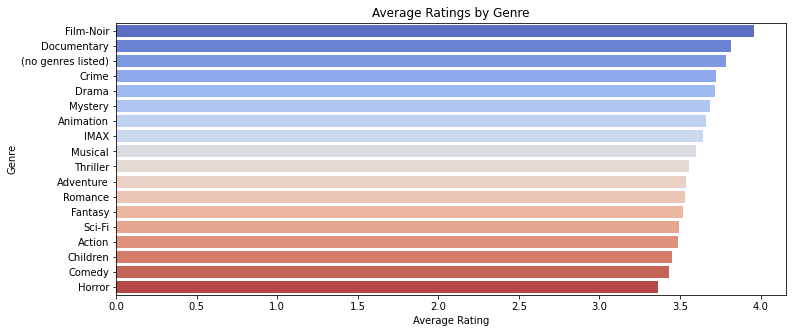 Average Ratings by Genre
Genre
Film-Noir
Documentary
(no genres listed)
Crime
Drama
Mystery
Animation
IMAX
Musical
Thriller
Adventure
Romance
Fantasy
Sci-Fi
Action
Children
Comedy
Horror
0.0 0.5 1.0 1.5 2.0 2.5 3.0 3.5 4.0
Average Rating